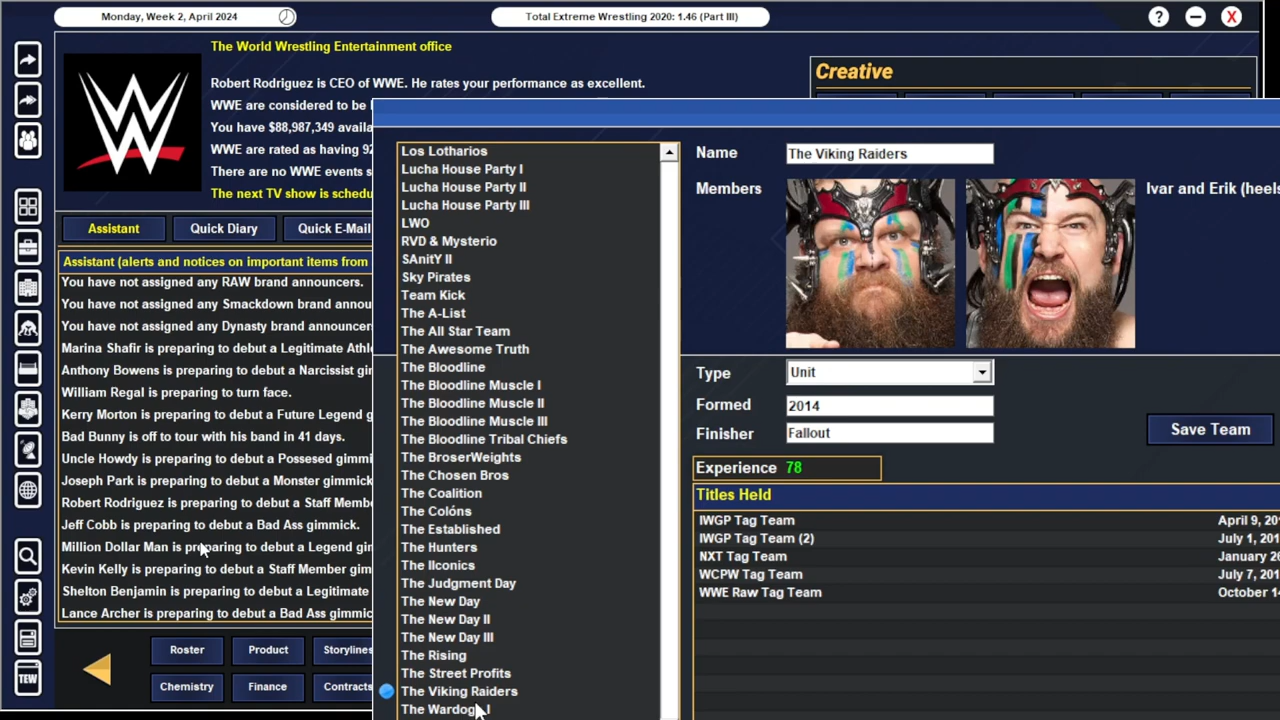 Monday, Week 2, April 2024
Total Extreme Wrestling 2020: 1.46 (Part III)
? X
The World Wrestling Entertainment office
Robert Rodriguez is CEO of WWE. He rates your performance as excellent.
WWE are considered to be
You have $88,987,349 availa
WWE are rated as having 92
There are no WWE events s
The next TV show is schedu
Creative
Assistant
Quick Diary
Quick E-Mail
Assistant (alerts and notices on important items from
You have not assigned any RAW brand announcers.
You have not assigned any Smackdown brand annou
You have not assigned any Dynasty brand announcers
Marina Shafir is preparing to debut a Legitimate Athle
Anthony Bowens is preparing to debut a Narcissist gi
William Regal is preparing to turn face.
Kerry Morton is preparing to debut a Future Legend g
Bad Bunny is off to tour with his band in 41 days.
Uncle Howdy is preparing to debut a Possesed gimmi
Joseph Park is preparing to debut a Monster gimmick
Robert Rodriguez is preparing to debut a Staff Membe
Jeff Cobb is preparing to debut a Bad Ass gimmick.
Million Dollar Man is preparing to debut a Legend gi
Kevin Kelly is preparing to debut a Staff Member gim
Shelton Benjamin is preparing to debut a Legitimate
Lance Archer is preparing to debut a Bad Ass gimmick
Roster
Product
Storylines
Chemistry
Finance
Contracts
TEW
Los Lotharios
Lucha House Party I
Lucha House Party II
Lucha House Party III
LWO
RVD & Mysterio
SAnitY II
Sky Pirates
Team Kick
The A-List
The All Star Team
The Awesome Truth
The Bloodline
The Bloodline Muscle I
The Bloodline Muscle II
The Bloodline Muscle III
The Bloodline Tribal Chiefs
The BroserWeights
The Chosen Bros
The Coalition
The Colóns
The Established
The Hunters
The IIconics
The Judgment Day
The New Day
The New Day II
The New Day III
The Rising
The Street Profits
The Viking Raiders
The Wardogs I
Name
The Viking Raiders
Members
Ivar and Erik (heels
Type
Unit
Formed
2014
Finisher
Fallout
Save Team
Experience 78
Titles Held
IWGP Tag Team April 9, 20
IWGP Tag Team (2) July 1, 201
NXT Tag Team January 26
WCPW Tag Team July 7, 201
WWE Raw Tag Team October 14